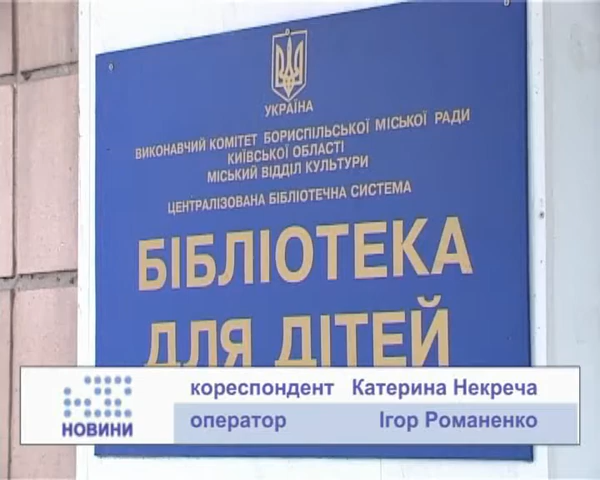 УКРАЇНА
ВИКОНАВЧИЙ КОМІТЕТ БОРИСПІЛЬСЬКОЇ МІСЬКОЇ РАДИ
КИЇВСЬКОЇ ОБЛАСТІ
МІСЬКИЙ ВІДДІЛ КУЛЬТУРИ
ЦЕНТРАЛІЗОВАНА БІБЛІОТЕЧНА СИСТЕМА
БІБЛІОТЕКА
ДЛЯ ДІТЕЙ
кореспондент Катерина Некреча
оператор Ігор Романенко
НОВИНИ